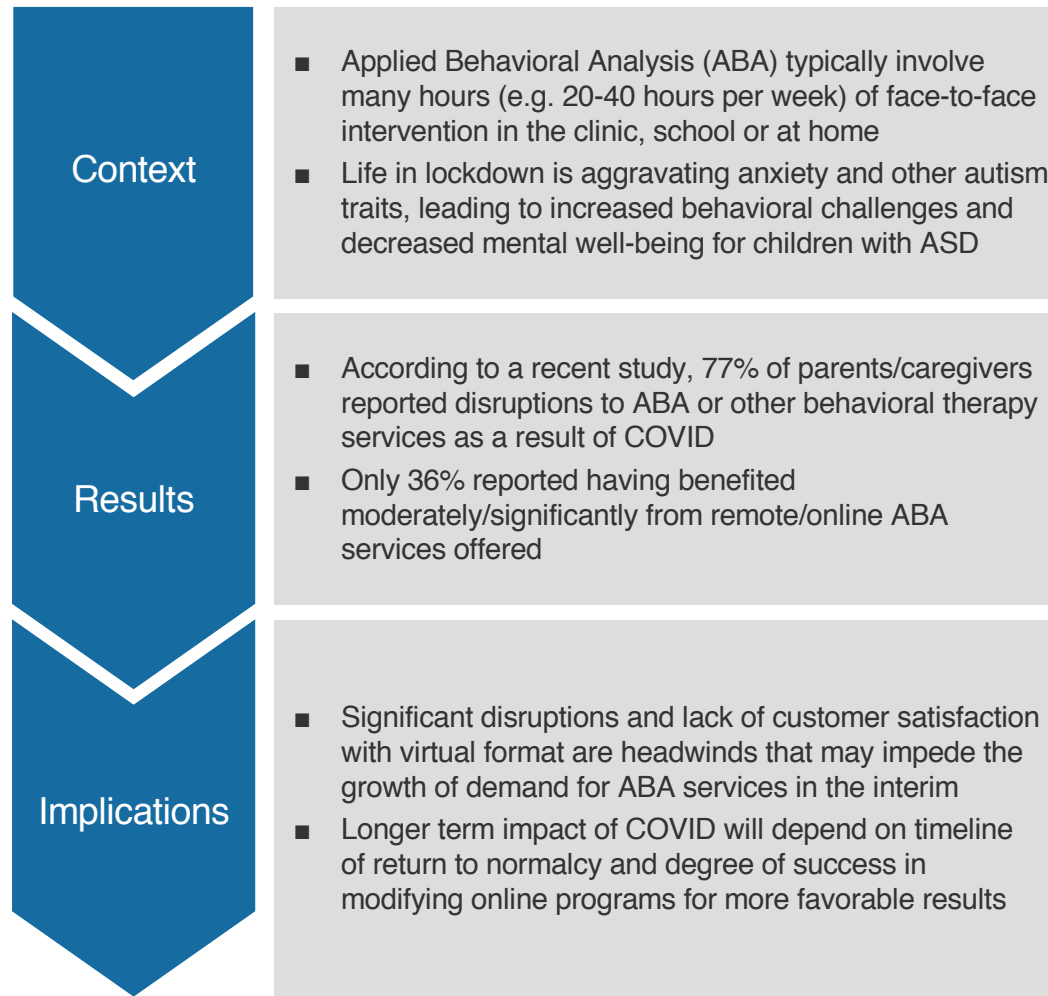 Context
■ Applied Behavioral Analysis (ABA) typically involve
many hours (e.g. 20-40 hours per week) of face-to-face
intervention in the clinic, school or at home
■ Life in lockdown is aggravating anxiety and other autism
traits, leading to increased behavioral challenges and
decreased mental well-being for children with ASD
Results
■ According to a recent study, 77% of parents/caregivers
reported disruptions to ABA or other behavioral therapy
services as a result of COVID
■ Only 36% reported having benefited
moderately/significantly from remote/online ABA
services offered
Implications
■ Significant disruptions and lack of customer satisfaction
with virtual format are headwinds that may impede the
growth of demand for ABA services in the interim
■ Longer term impact of COVID will depend on timeline
of return to normalcy and degree of success in
modifying online programs for more favorable results